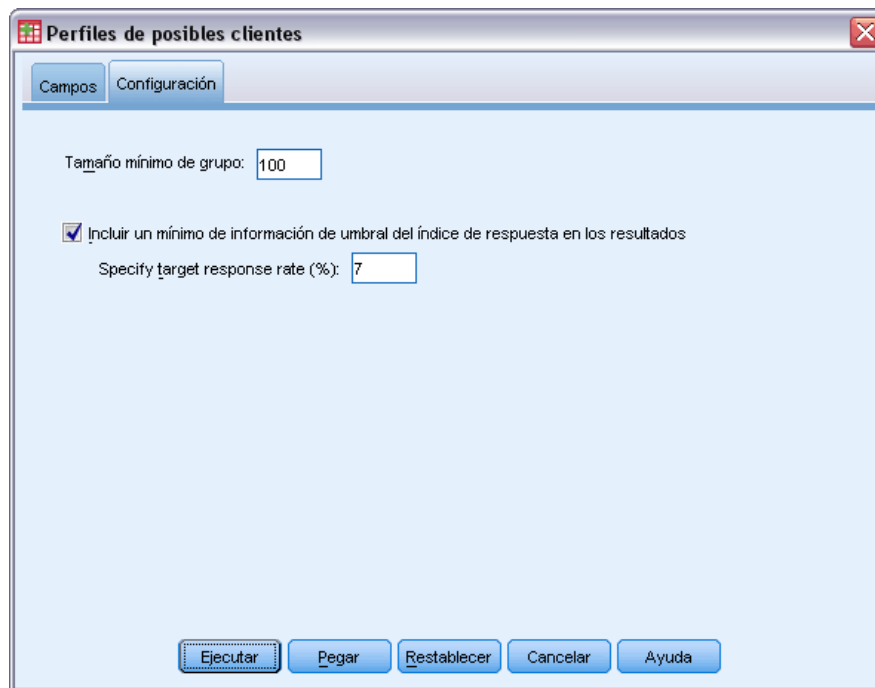 Perfiles de posibles clientes
Campos Configuración
Tamaño mínimo de grupo: 100
Incluir un mínimo de información de umbral del índice de respuesta en los resultados
Specify target response rate (%): 7
Ejecutar Pegar Restablecer Cancelar Ayuda